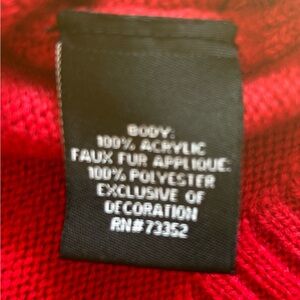 BODY:
100% ACRYLIC
FAUX FUR APPLIQUE:
100% POLYESTER
EXCLUSIVE OF
DECORATION
RN#73352